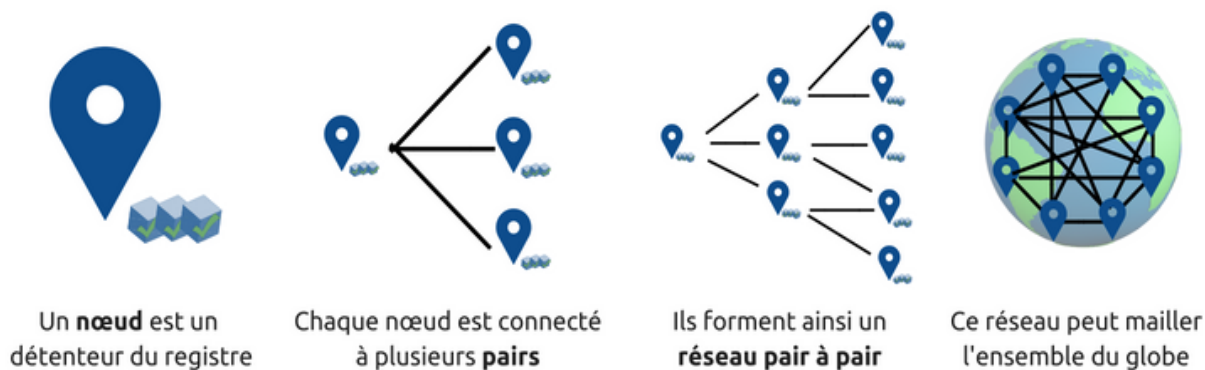 Un nœud est un
détenteur du registre
Chaque nœud est connecté
à plusieurs pairs
Ils forment ainsi un
réseau pair à pair
Ce réseau peut mailler
l'ensemble du globe